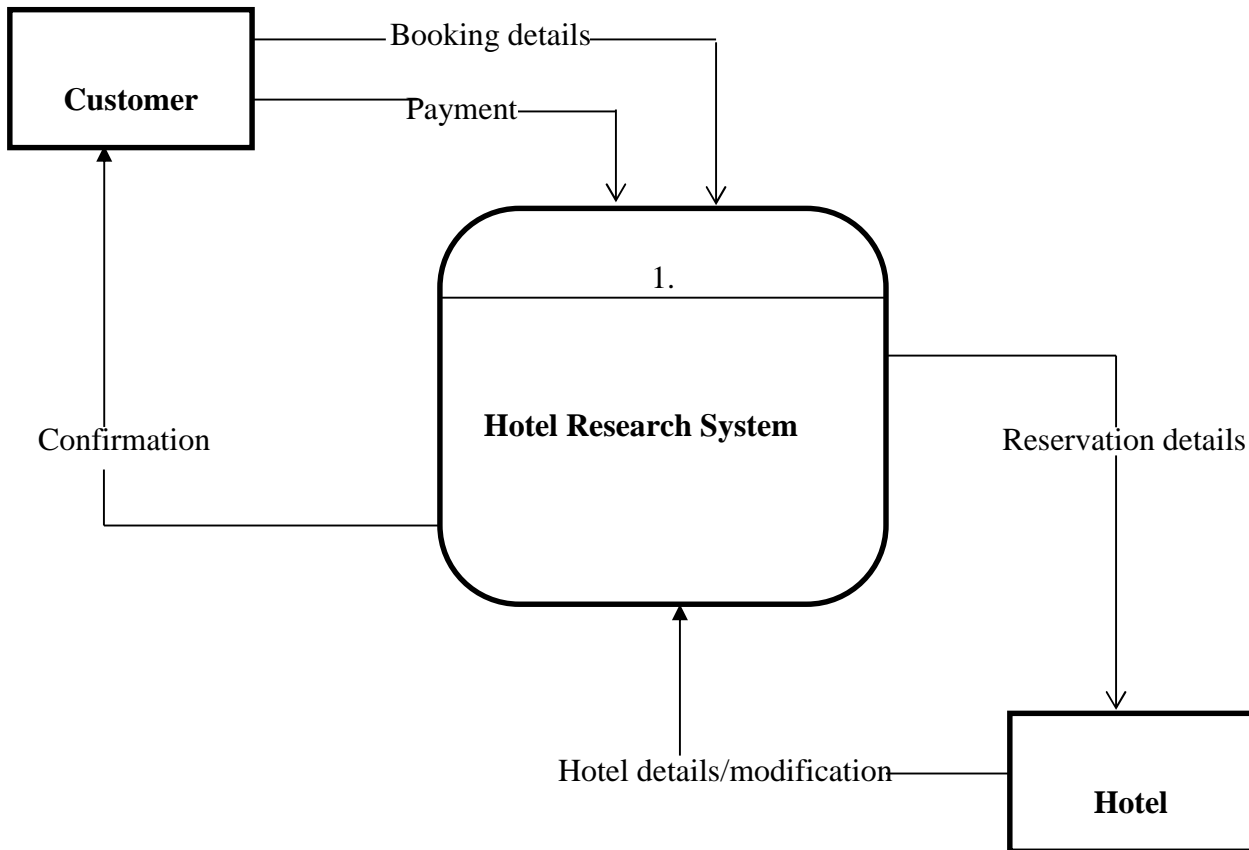 Booking details
Customer
Payment
1.
Hotel Research System
Confirmation
Reservation details
Hotel details/modification
Hotel